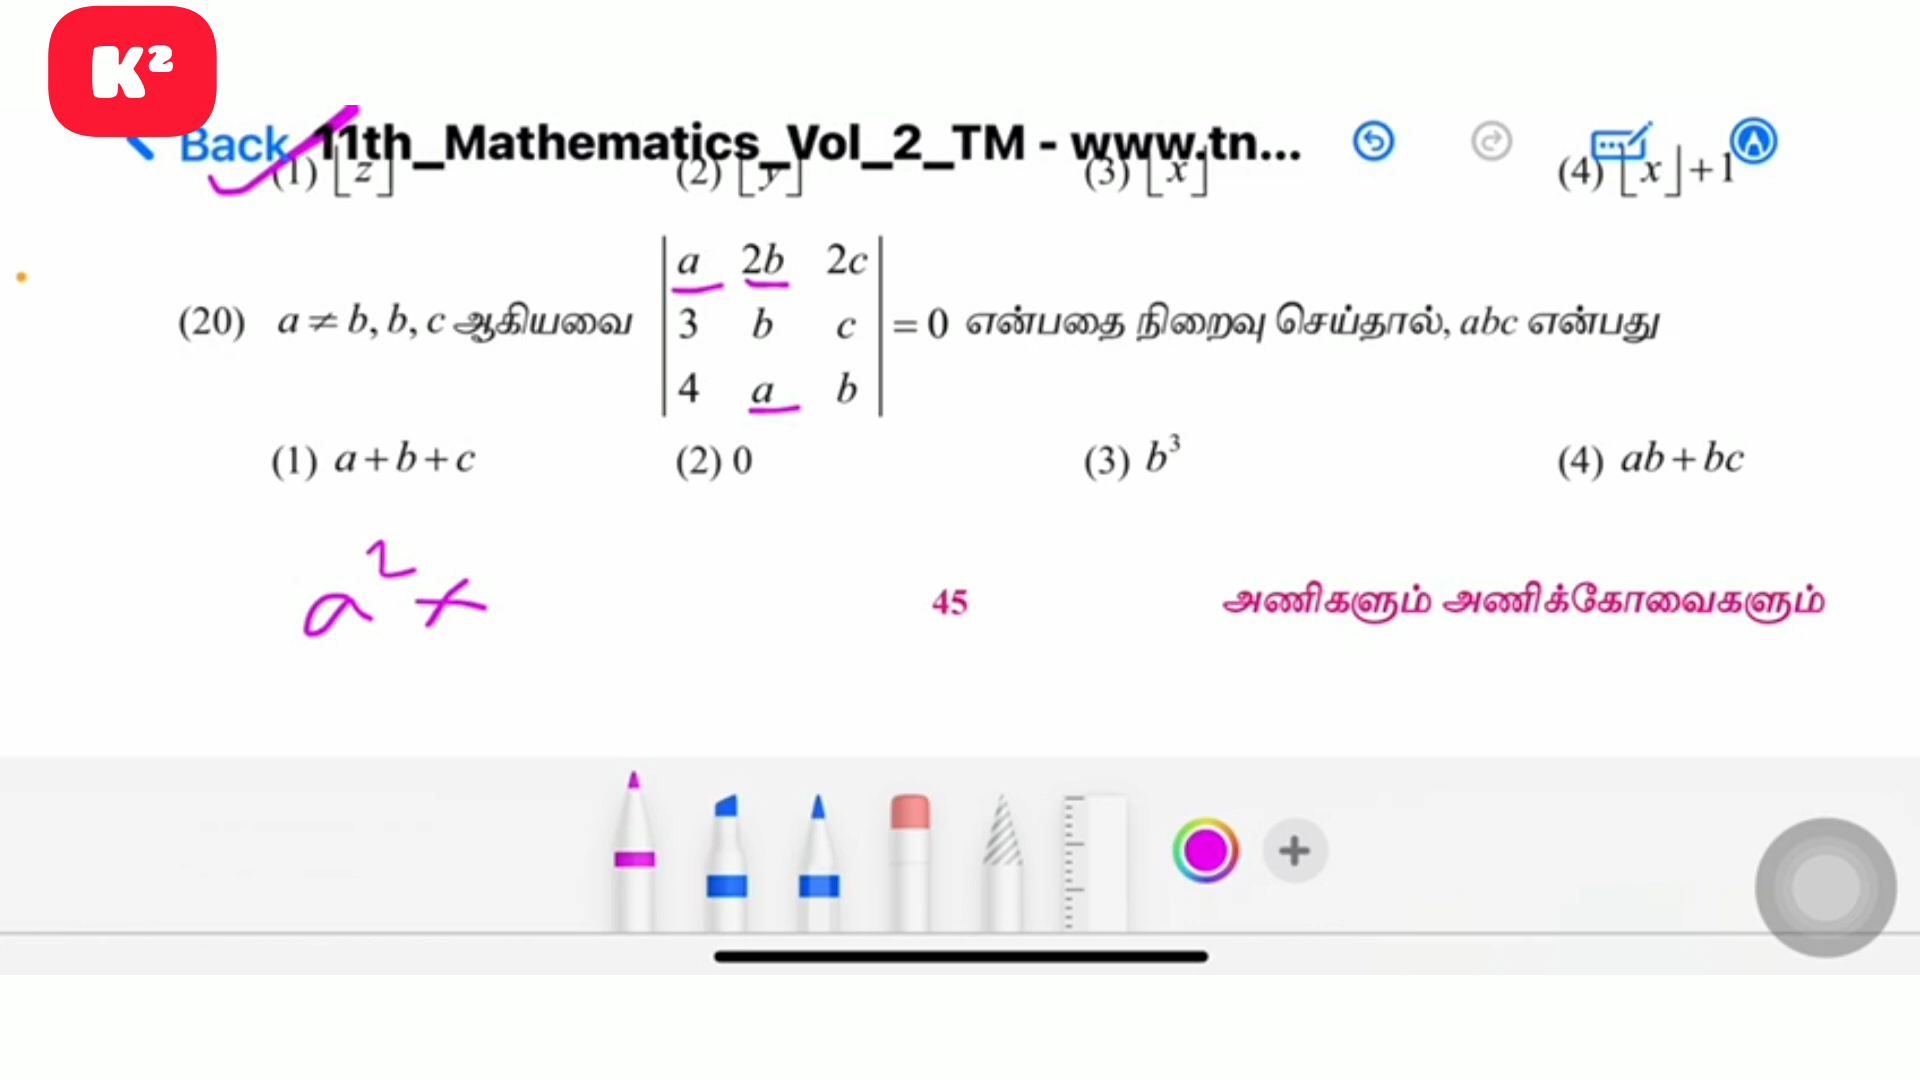 K²
Back 11th_Mathematics_Vol_2_TM - www.tn...
(1) ⌊z⌋ (2) ⌊y⌋ (3) ⌊x⌋ (4) ⌊x⌋+1
a 2b 2c
(20) a ≠ b, b, c ஆகியவை 3 b c = 0 என்பதை நிறைவு செய்தால், abc என்பது
4 a b
(1) a+b+c (2) 0 (3) b³ (4) ab+bc
a² +
45 அணிகளும் அணிக்கோவைகளும்